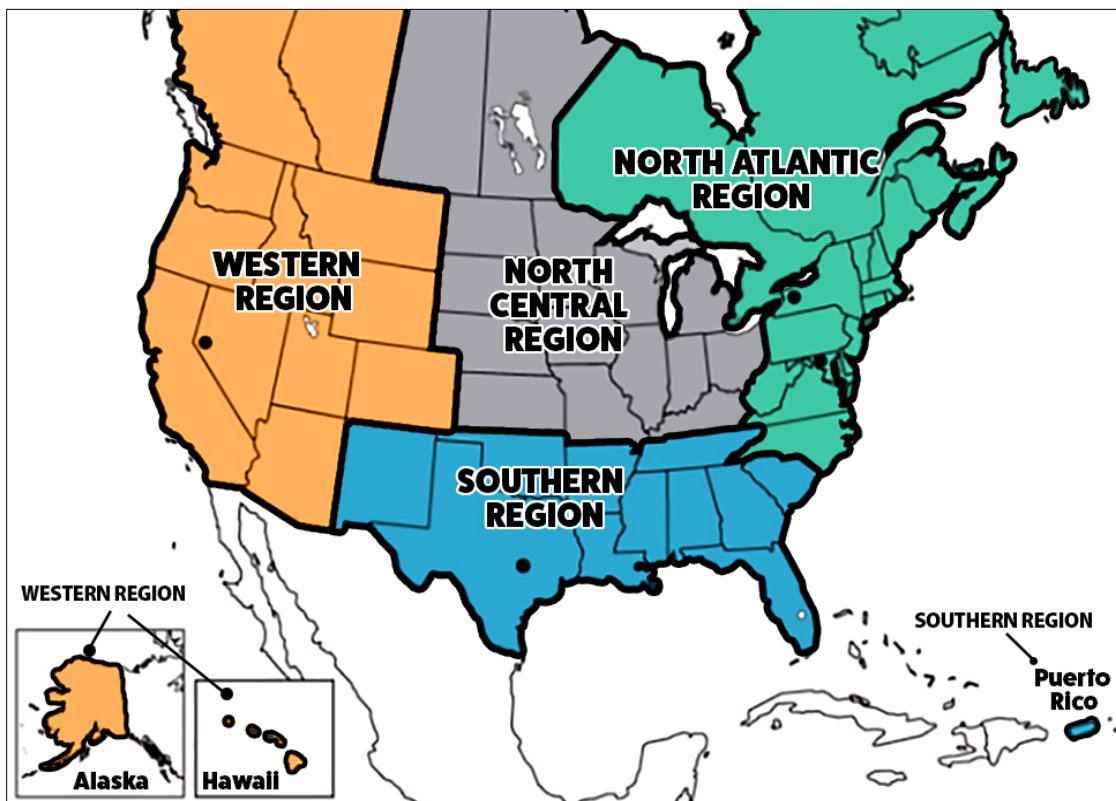 NORTH ATLANTIC
REGION
WESTERN
REGION
NORTH
CENTRAL
REGION
SOUTHERN
REGION
WESTERN REGION
SOUTHERN REGION
Puerto
Rico
Alaska
Hawaii